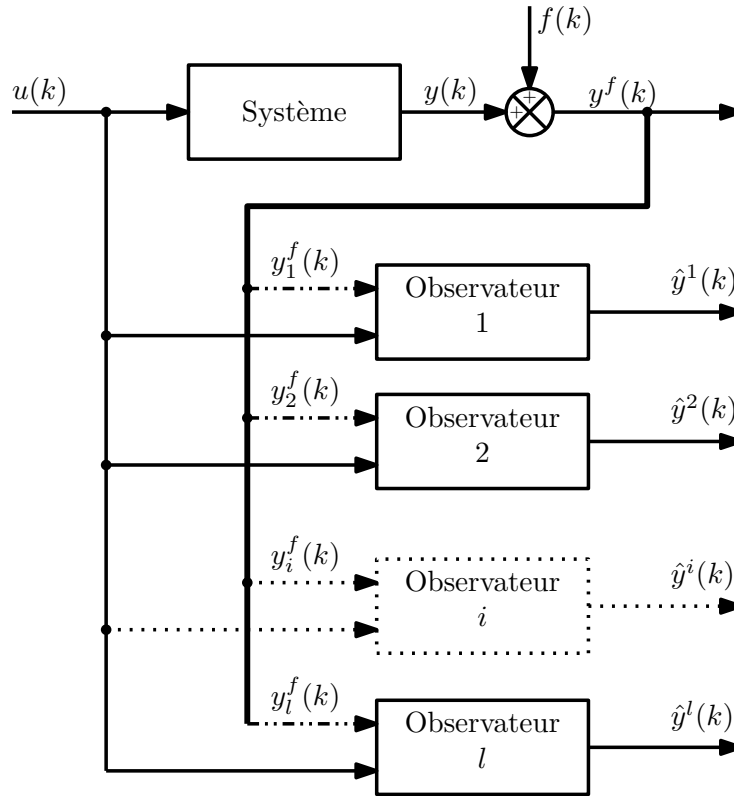 f(k)
u(k)
Système
y(k)
+
+
y^f(k)
y_1^f(k)
Observateur
1
ŷ^1(k)
y_2^f(k)
Observateur
2
ŷ^2(k)
y_i^f(k)
Observateur
i
ŷ^i(k)
y_l^f(k)
Observateur
l
ŷ^l(k)